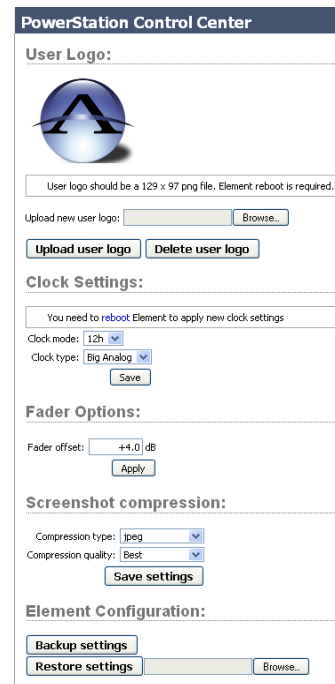 PowerStation Control Center
User Logo:
A
User logo should be a 129 x 97 png file. Element reboot is required.
Upload new user logo: Browse...
Upload user logo Delete user logo
Clock Settings:
You need to reboot Element to apply new clock settings
Clock mode: 12h
Clock type: Big Analog
Save
Fader Options:
Fader offset: +4.0 dB
Apply
Screenshot compression:
Compression type: jpeg
Compression quality: Best
Save settings
Element Configuration:
Backup settings
Restore settings Browse...